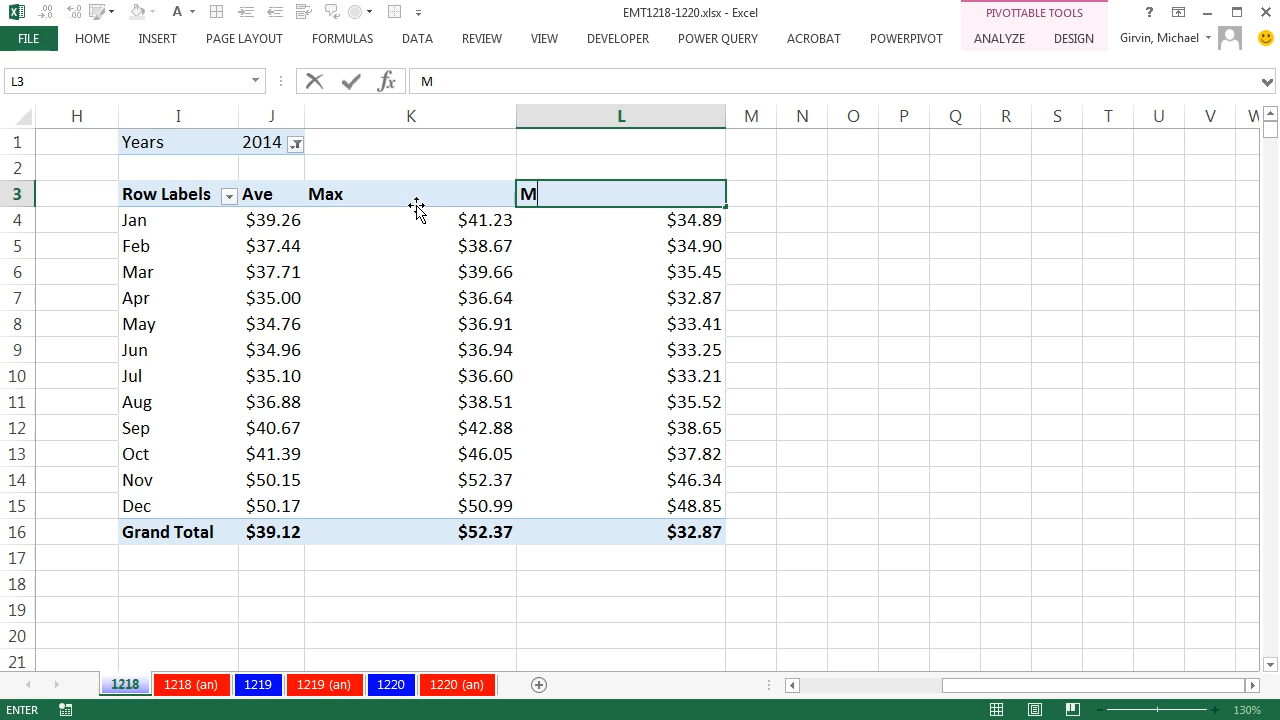 EMT1218-1220.xlsx - Excel
PIVOTTABLE TOOLS
FILE HOME INSERT PAGE LAYOUT FORMULAS DATA REVIEW VIEW DEVELOPER POWER QUERY ACROBAT POWERPIVOT ANALYZE DESIGN Girvin, Michael
L3 fx M
H I J K L M N O P Q R S T U V W
1 Years 2014
2
3 Row Labels Ave Max M
4 Jan $39.26 $41.23 $34.89
5 Feb $37.44 $38.67 $34.90
6 Mar $37.71 $39.66 $35.45
7 Apr $35.00 $36.64 $32.87
8 May $34.76 $36.91 $33.41
9 Jun $34.96 $36.94 $33.25
10 Jul $35.10 $36.60 $33.21
11 Aug $36.88 $38.51 $35.52
12 Sep $40.67 $42.88 $38.65
13 Oct $41.39 $46.05 $37.82
14 Nov $50.15 $52.37 $46.34
15 Dec $50.17 $50.99 $48.85
16 Grand Total $39.12 $52.37 $32.87
17
18
19
20
21
1218 1218 (an) 1219 1219 (an) 1220 1220 (an)
ENTER 130%